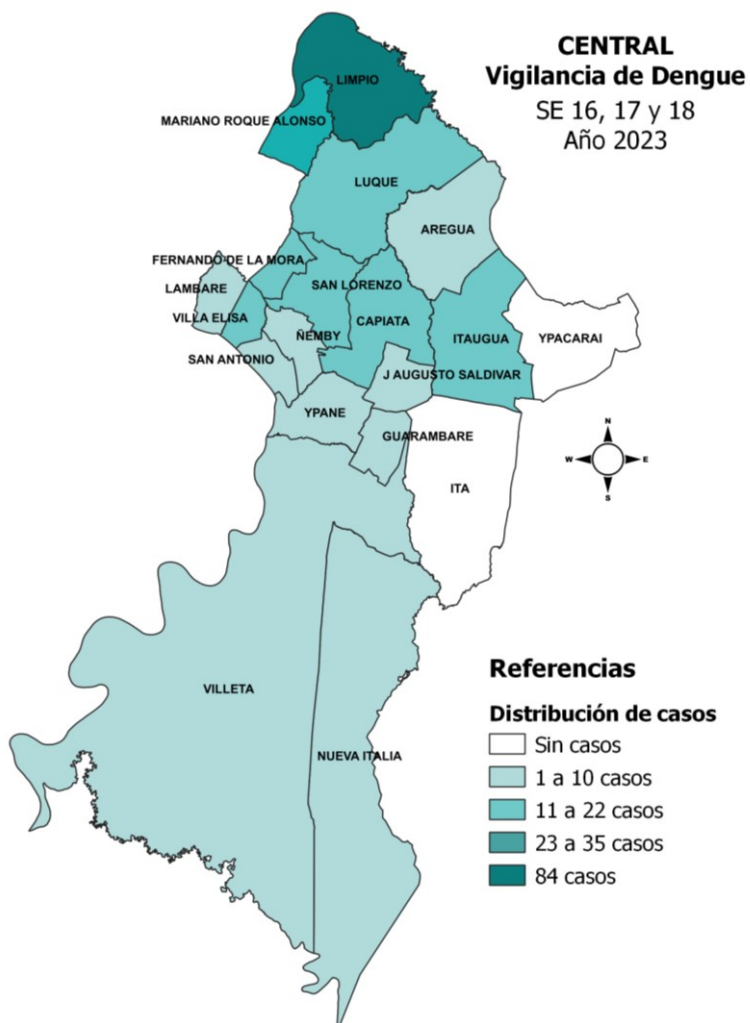 CENTRAL
Vigilancia de Dengue
SE 16, 17 y 18
Año 2023
LIMPIO
MARIANO ROQUE ALONSO
LUQUE
AREGUA
FERNANDO DE LA MORA
LAMBARE
SAN LORENZO
VILLA ELISA
CAPIATA
ÑEMBY
ITAUGUA
YPACARAI
SAN ANTONIO
J AUGUSTO SALDIVAR
YPANE
GUARAMBARE
ITA
N
W
E
S
VILLETA
NUEVA ITALIA
Referencias
Distribución de casos
Sin casos
1 a 10 casos
11 a 22 casos
23 a 35 casos
84 casos